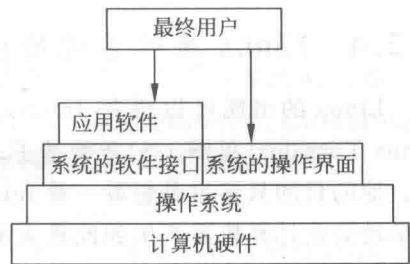 最终用户
应用软件
系统的软件接口 系统的操作界面
操作系统
计算机硬件